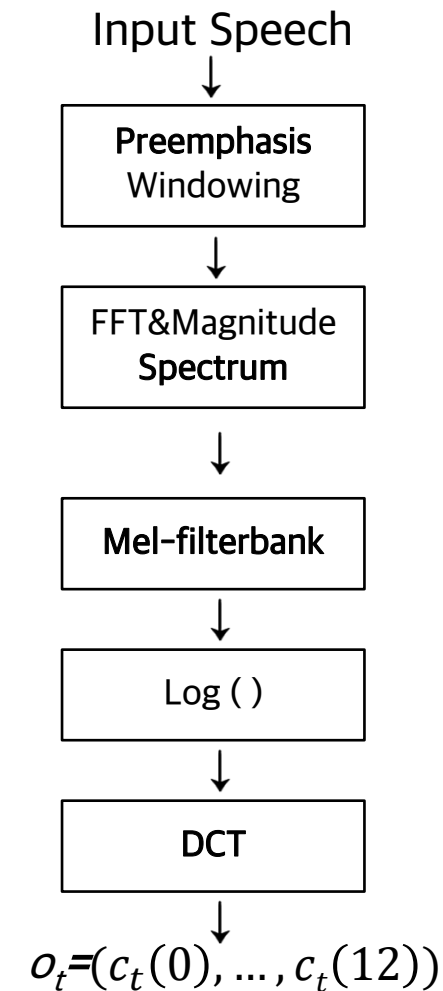 Input Speech
Preemphasis
Windowing
FFT&Magnitude
Spectrum
Mel-filterbank
Log ( )
DCT
oₜ=(cₜ(0), … , cₜ(12))